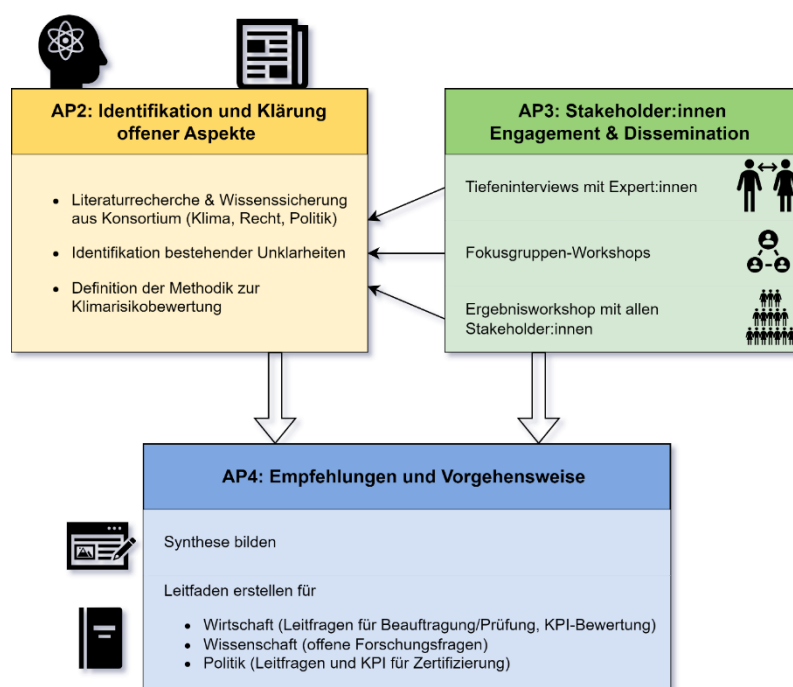 AP2: Identifikation und Klärung
offener Aspekte
• Literaturrecherche & Wissenssicherung
aus Konsortium (Klima, Recht, Politik)
• Identifikation bestehender Unklarheiten
• Definition der Methodik zur
Klimarisikobewertung
AP3: Stakeholder:innen
Engagement & Dissemination
Tiefeninterviews mit Expert:innen
Fokusgruppen-Workshops
Ergebnisworkshop mit allen
Stakeholder:innen
AP4: Empfehlungen und Vorgehensweise
Synthese bilden
Leitfaden erstellen für
• Wirtschaft (Leitfragen für Beauftragung/Prüfung, KPI-Bewertung)
• Wissenschaft (offene Forschungsfragen)
• Politik (Leitfragen und KPI für Zertifizierung)